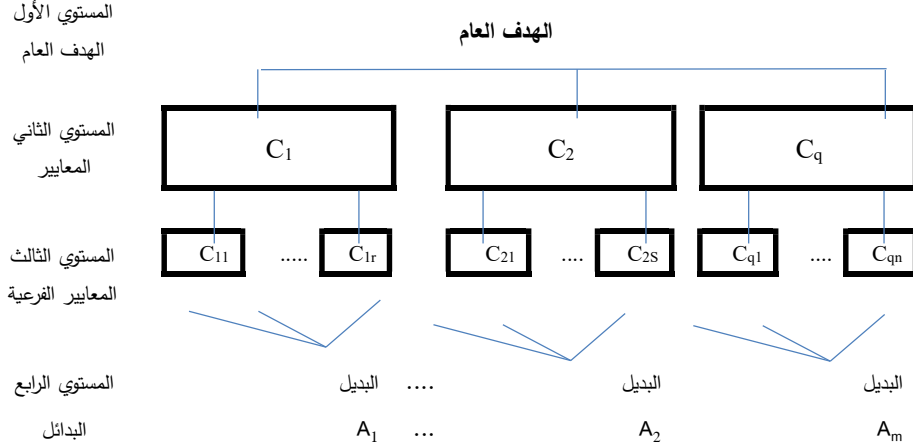 المستوي الأول
الهدف العام
الهدف العام
المستوي الثاني
المعايير
C1 C2 Cq
المستوي الثالث
المعايير الفرعية
C11 ..... C1r C21 .... C2S Cq1 .... Cqn
المستوي الرابع
البدائل
البديل .... البديل البديل
A1 ... A2 Am